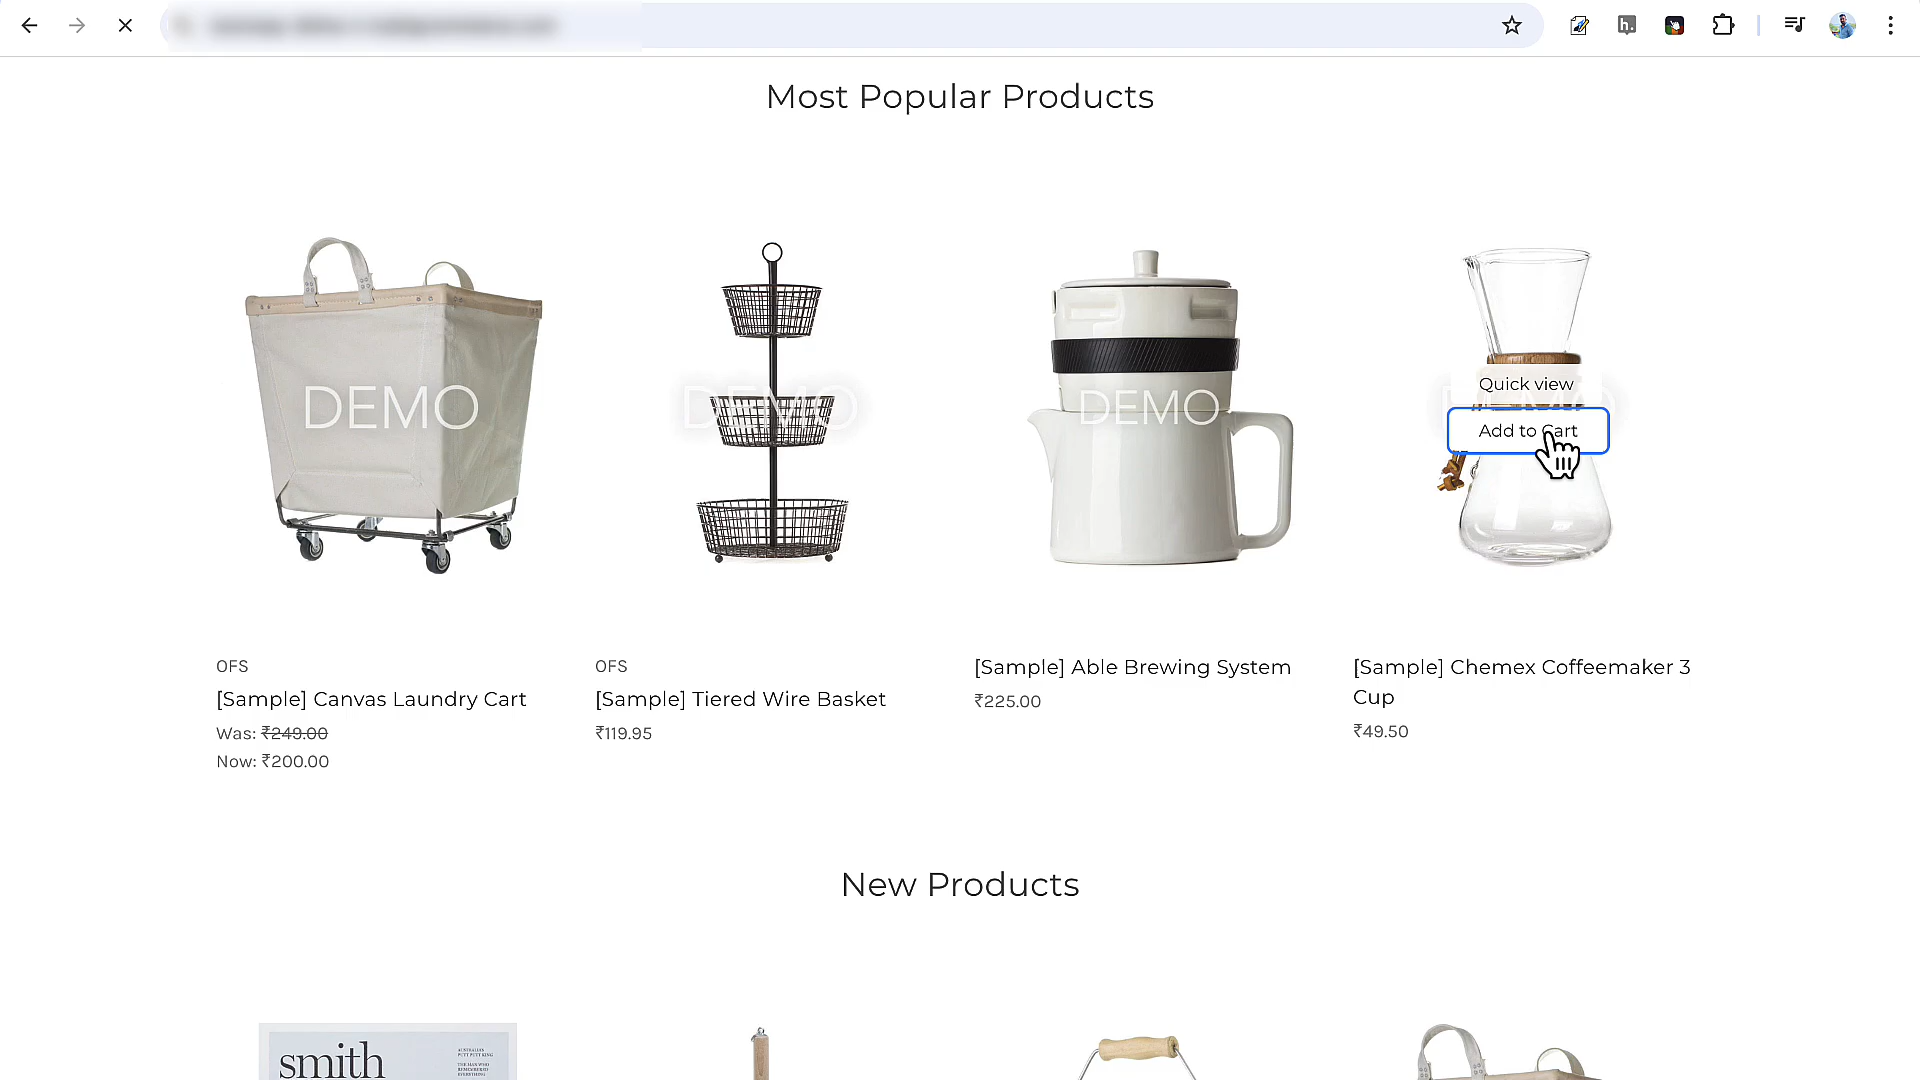 h.
Most Popular Products
DEMO
DEMO
DEMO
Quick view
Add to Cart
OFS
[Sample] Canvas Laundry Cart
Was: ₹249.00
Now: ₹200.00
OFS
[Sample] Tiered Wire Basket
₹119.95
[Sample] Able Brewing System
₹225.00
[Sample] Chemex Coffeemaker 3
Cup
₹49.50
New Products
smith